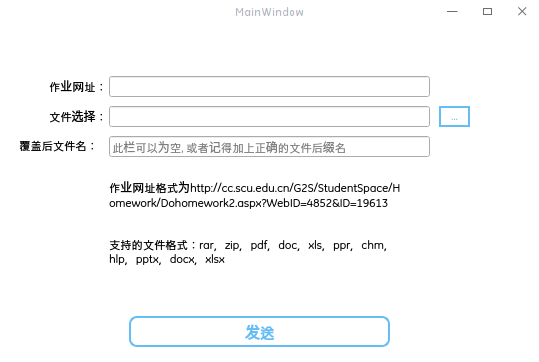 MainWindow
作业网址：
文件选择： ...
覆盖后文件名： 此栏可以为空, 或者记得加上正确的文件后缀名
作业网址格式为http://cc.scu.edu.cn/G2S/StudentSpace/H
omework/Dohomework2.aspx?WebID=4852&ID=19613
支持的文件格式：rar, zip, pdf, doc, xls, ppr, chm,
hlp, pptx, docx, xlsx
发送